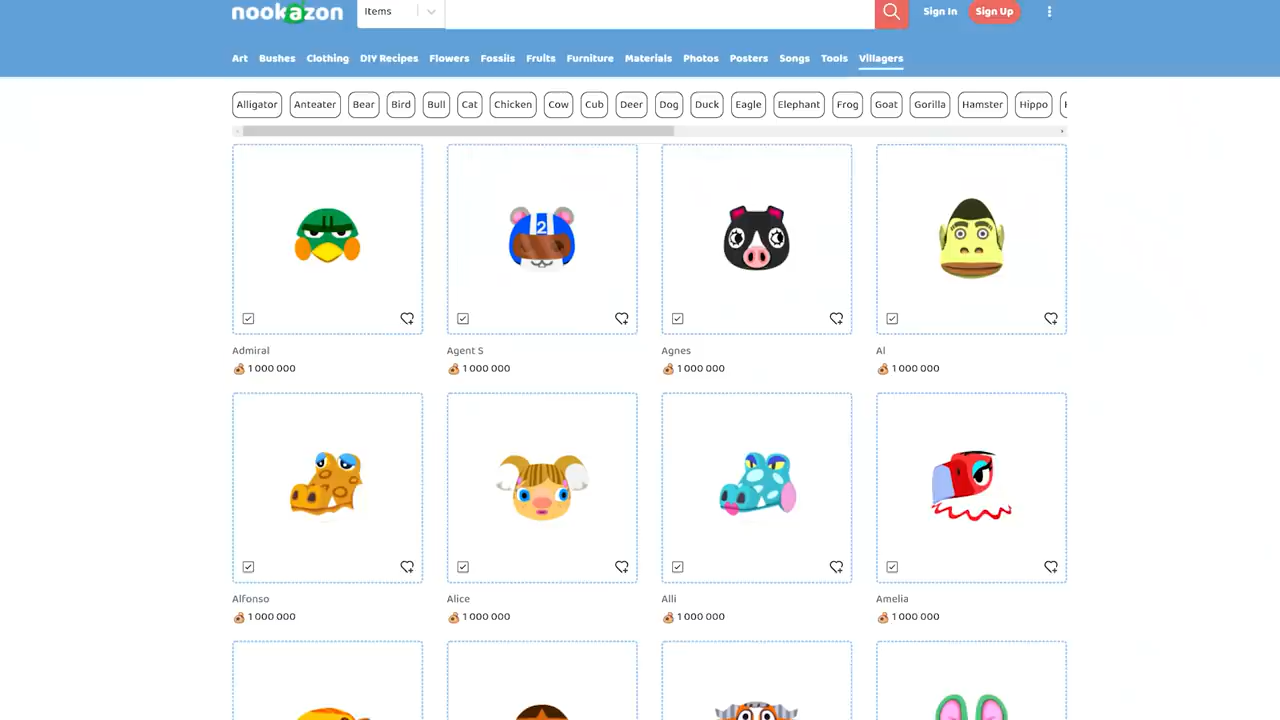 nookazon Items Sign In Sign Up
Art Bushes Clothing DIY Recipes Flowers Fossils Fruits Furniture Materials Photos Posters Songs Tools Villagers
Alligator Anteater Bear Bird Bull Cat Chicken Cow Cub Deer Dog Duck Eagle Elephant Frog Goat Gorilla Hamster Hippo
2
Admiral Agent S Agnes Al
1 000 000 1 000 000 1 000 000 1 000 000
Alfonso Alice Alli Amelia
1 000 000 1 000 000 1 000 000 1 000 000